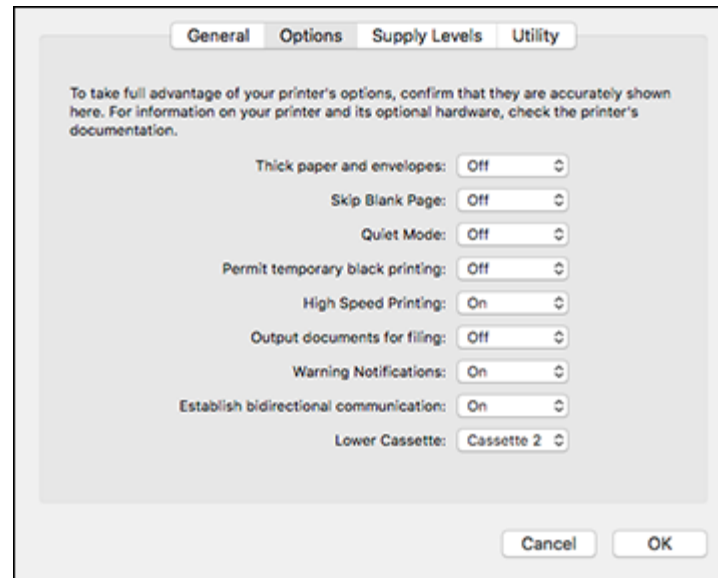 General Options Supply Levels Utility
To take full advantage of your printer's options, confirm that they are accurately shown
here. For information on your printer and its optional hardware, check the printer's
documentation.
Thick paper and envelopes: Off
Skip Blank Page: Off
Quiet Mode: Off
Permit temporary black printing: Off
High Speed Printing: On
Output documents for filing: Off
Warning Notifications: On
Establish bidirectional communication: On
Lower Cassette: Cassette 2
Cancel OK